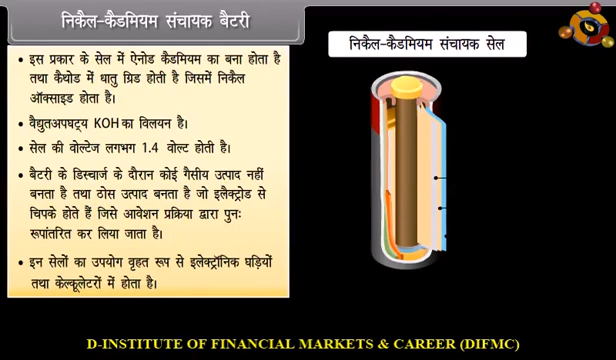 निकैल-कैडमियम संचायक बैटरी
निकैल-कैडमियम संचायक सेल
• इस प्रकार के सेल में ऐनोड कैडमियम का बना होता है
तथा कैथोड में धातु ग्रिड होती है जिसमें निकैल
ऑक्साइड होता है।
• वैद्युतअपघट्य KOH का विलयन है।
• सेल की वोल्टेज लगभग 1.4 वोल्ट होती है।
• बैटरी के डिस्चार्ज के दौरान कोई गैसीय उत्पाद नहीं
बनता है तथा ठोस उत्पाद बनता है जो इलैक्ट्रोड से
चिपके होते हैं जिसे आवेशन प्रक्रिया द्वारा पुनः
रूपांतरित कर लिया जाता है।
• इन सेलों का उपयोग वृहत रूप से इलेक्ट्रॉनिक घड़ियों
तथा केल्कूलेटरों में होता है।
D-INSTITUTE OF FINANCIAL MARKETS & CAREER (DIFMC)